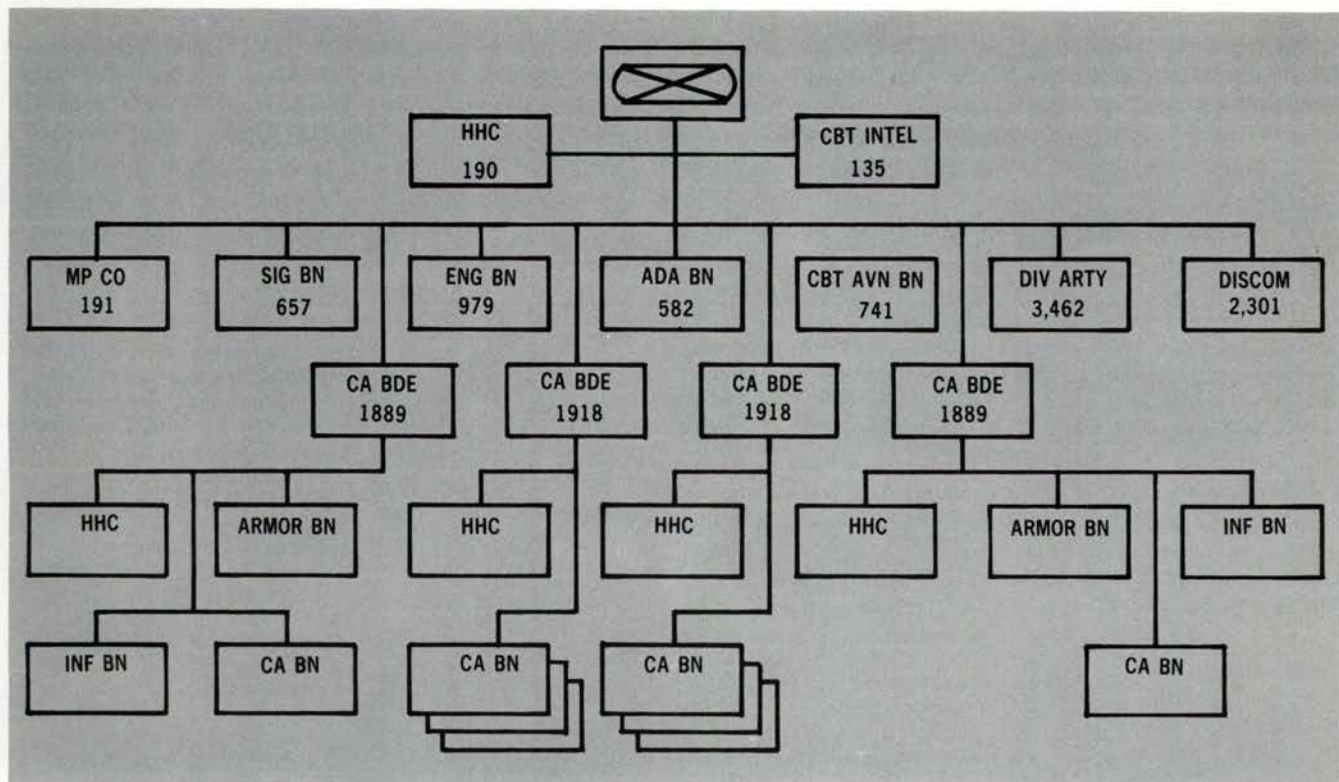 HHC
190
CBT INTEL
135
MP CO
191
SIG BN
657
ENG BN
979
ADA BN
582
CBT AVN BN
741
DIV ARTY
3,462
DISCOM
2,301
CA BDE
1889
CA BDE
1918
CA BDE
1918
CA BDE
1889
HHC
ARMOR BN
HHC
HHC
HHC
ARMOR BN
INF BN
INF BN
CA BN
CA BN
CA BN
CA BN